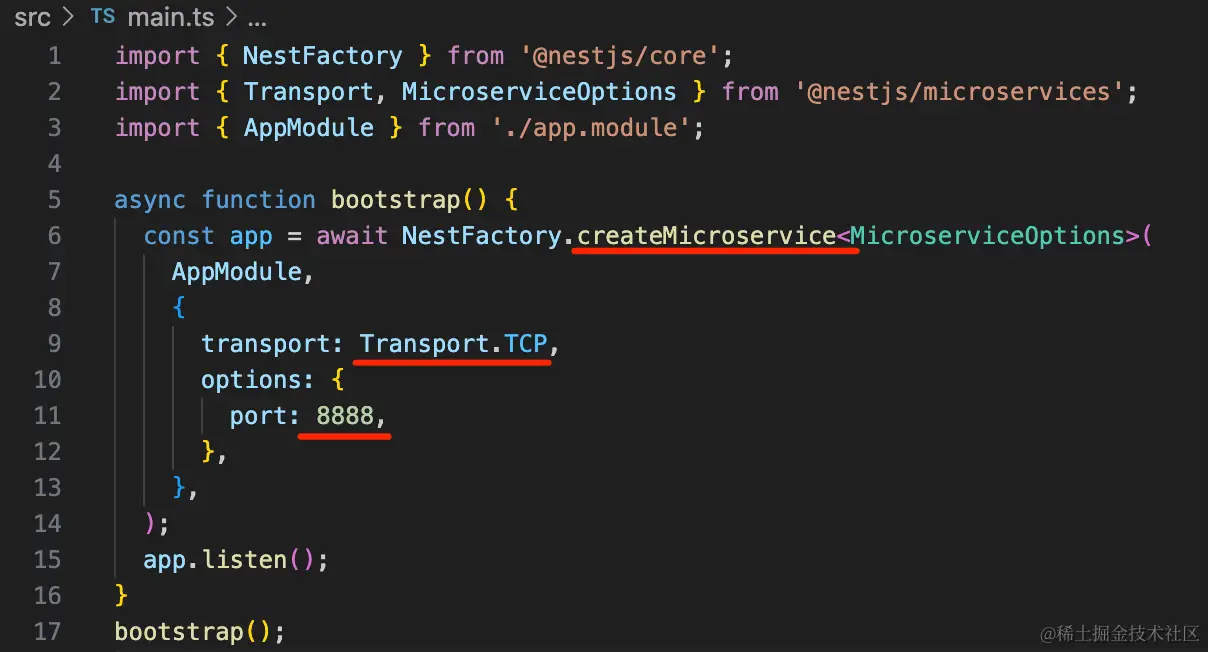 src > TS main.ts > ...
1 import { NestFactory } from '@nestjs/core';
2 import { Transport, MicroserviceOptions } from '@nestjs/microservices';
3 import { AppModule } from './app.module';
4
5 async function bootstrap() {
6   const app = await NestFactory.createMicroservice<MicroserviceOptions>(
7     AppModule,
8     {
9       transport: Transport.TCP,
10       options: {
11         port: 8888,
12       },
13     },
14   );
15   app.listen();
16 }
17 bootstrap();
@稀土掘金技术社区